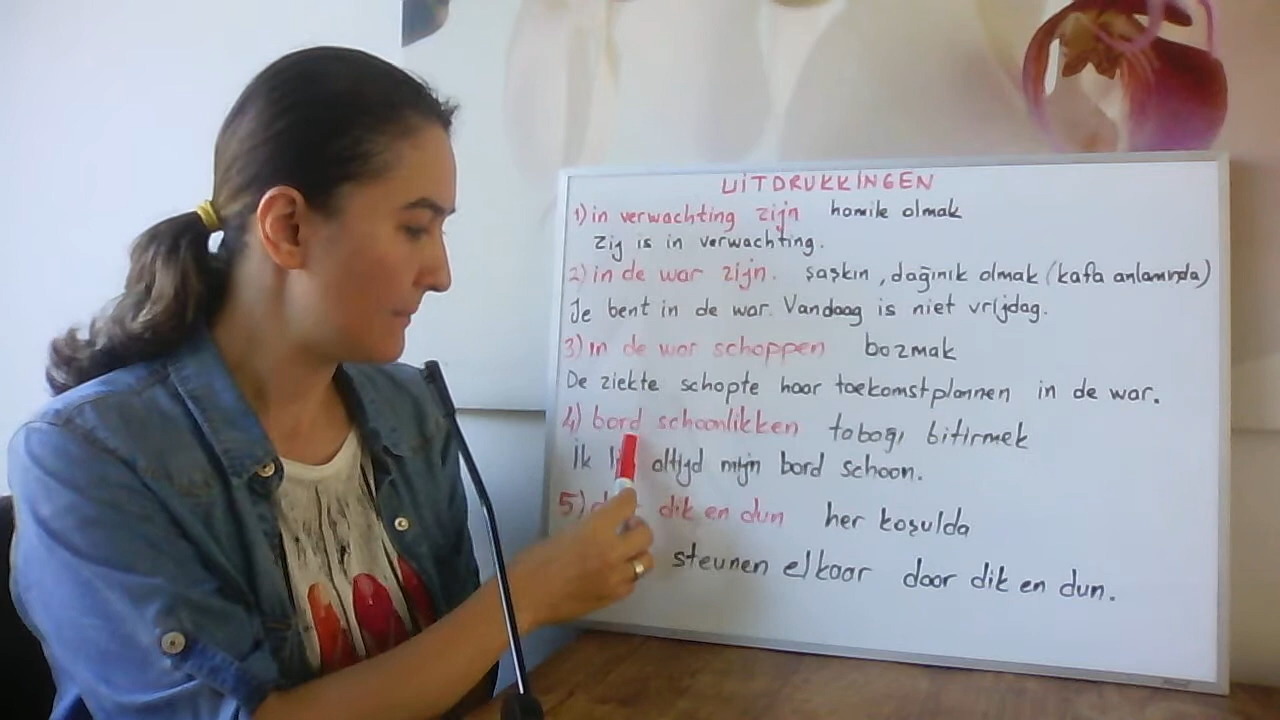 UITDRUKKINGEN
1) in verwachting zijn hamile olmak
Zij is in verwachting.
2) in de war zijn. şaşkın, dağınık olmak (kafa anlamında)
Je bent in de war. Vandaag is niet vrijdag.
3) in de war schoppen bozmak
De ziekte schopte haar toekomstplannen in de war.
4) bord schoonlikken tabağı bitirmek
ik altijd mijn bord schoon.
5) dik en dun her koşulda
steunen elkaar door dik en dun.